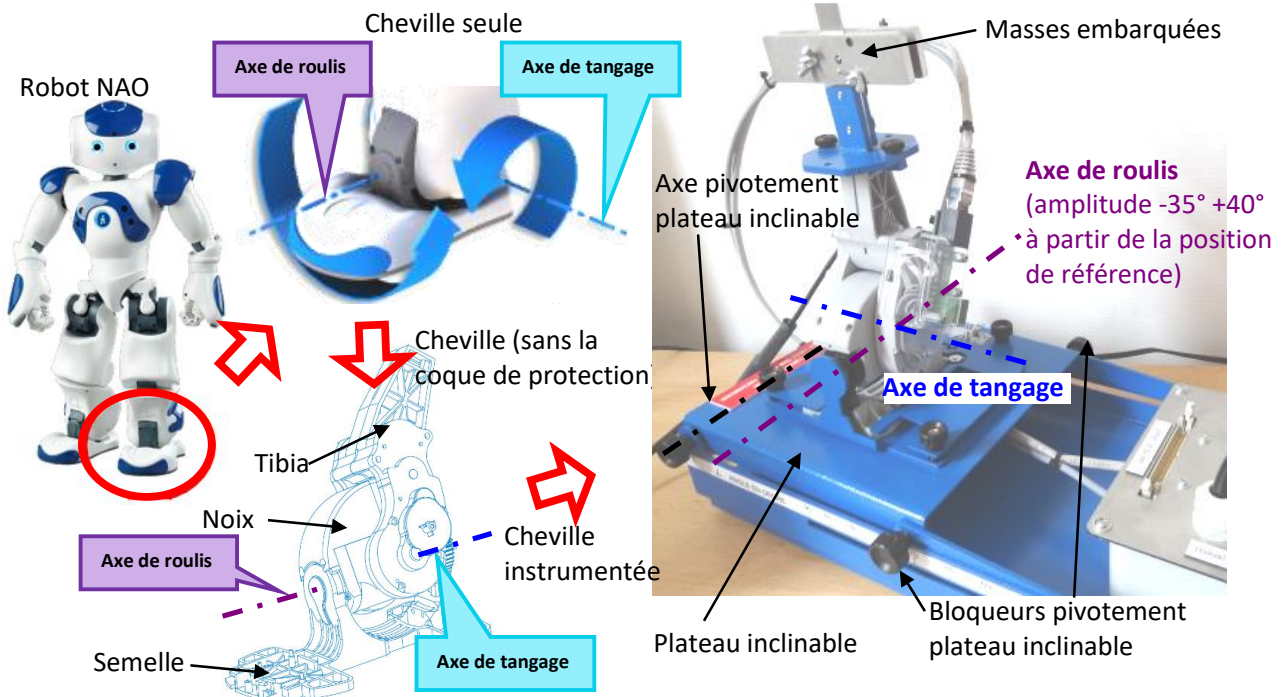 Cheville seule
Axe de roulis
Axe de tangage
Robot NAO
Masses embarquées
Axe pivotement
plateau inclinable
Axe de roulis
(amplitude -35° +40°
à partir de la position
de référence)
Cheville (sans la
coque de protection)
Axe de tangage
Tibia
Noix
Cheville
instrumentée
Axe de roulis
Axe de tangage
Semelle
Plateau inclinable
Bloqueurs pivotement
plateau inclinable